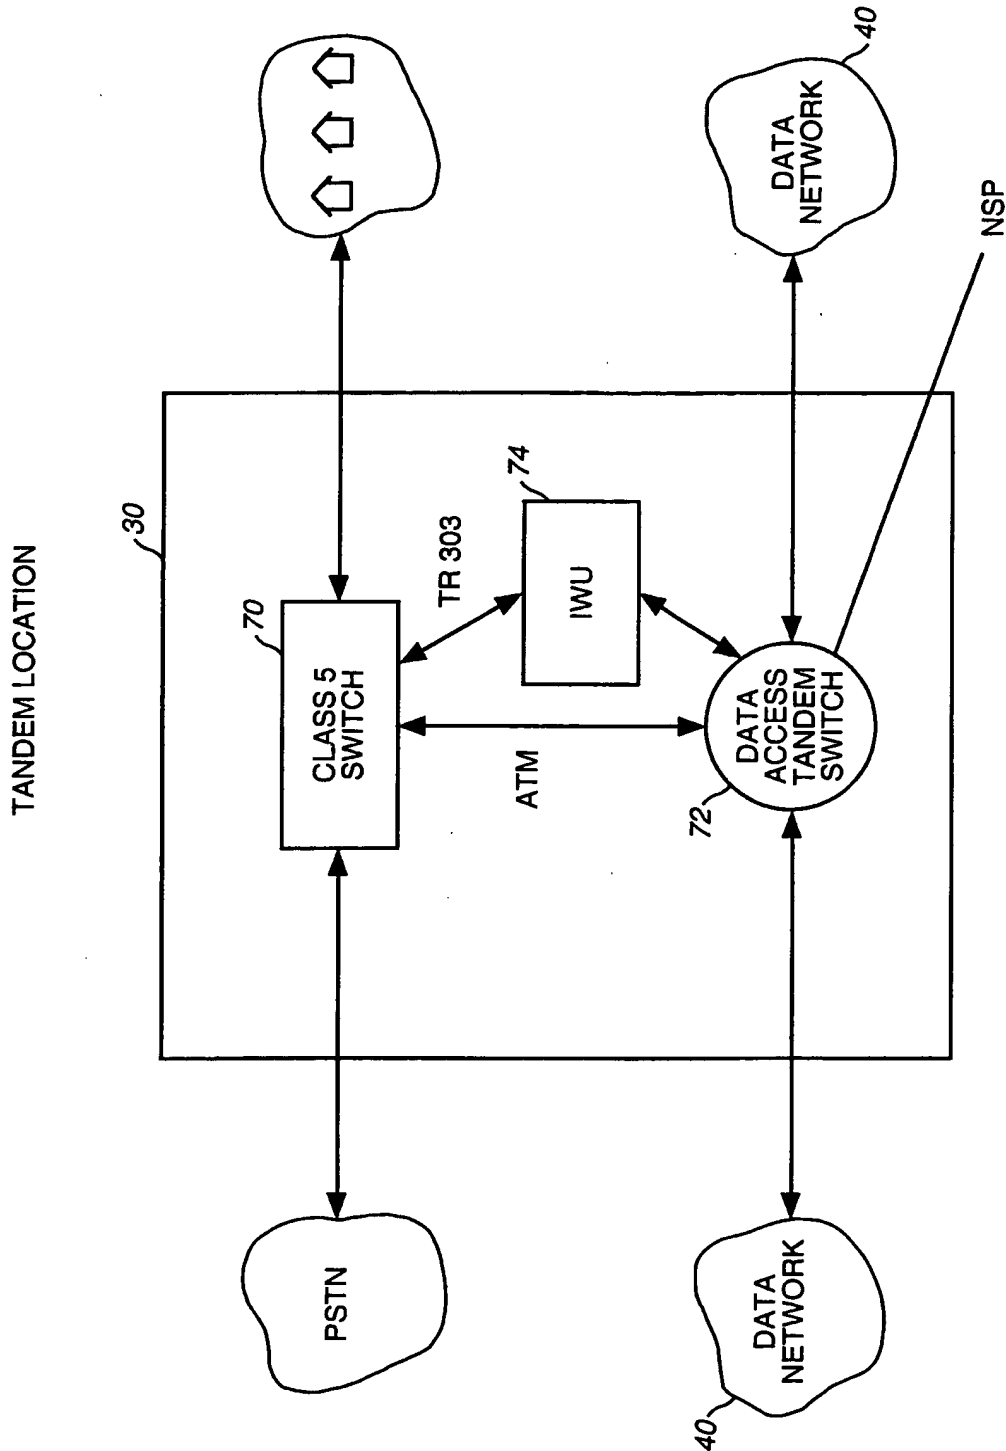 TANDEM LOCATION
30
PSTN
70
CLASS 5
SWITCH
TR 303
74
IWU
ATM
72
DATA
ACCESS
TANDEM
SWITCH
40
DATA
NETWORK
DATA
NETWORK
40
NSP